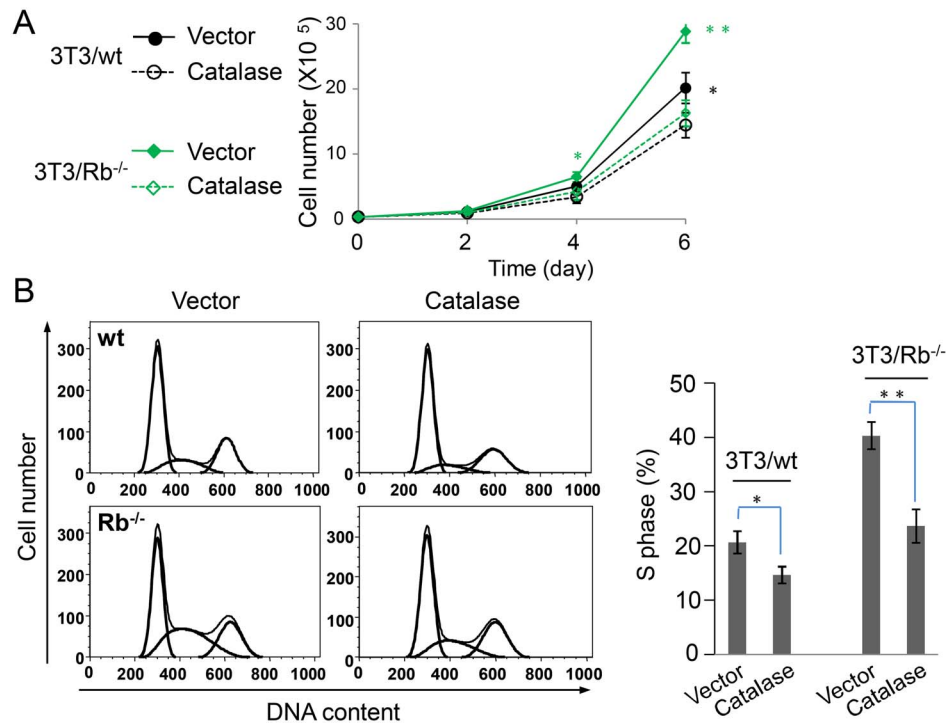 A
3T3/wt
Vector
Catalase
3T3/Rb-/-
Vector
Catalase
Cell number (X10 5)
30
20
10
0
0 2 4 6
Time (day)
*
* *
*
B
Vector Catalase
Cell number
wt
300
200
100
0
0 200 400 600 800 1000
300
200
100
0
0 200 400 600 800 1000
Rb-/-
300
200
100
0
0 200 400 600 800 1000
300
200
100
0
0 200 400 600 800 1000
DNA content
S phase (%)
50
40
30
20
10
0
3T3/wt
*
3T3/Rb-/-
* *
Vector
Catalase
Vector
Catalase